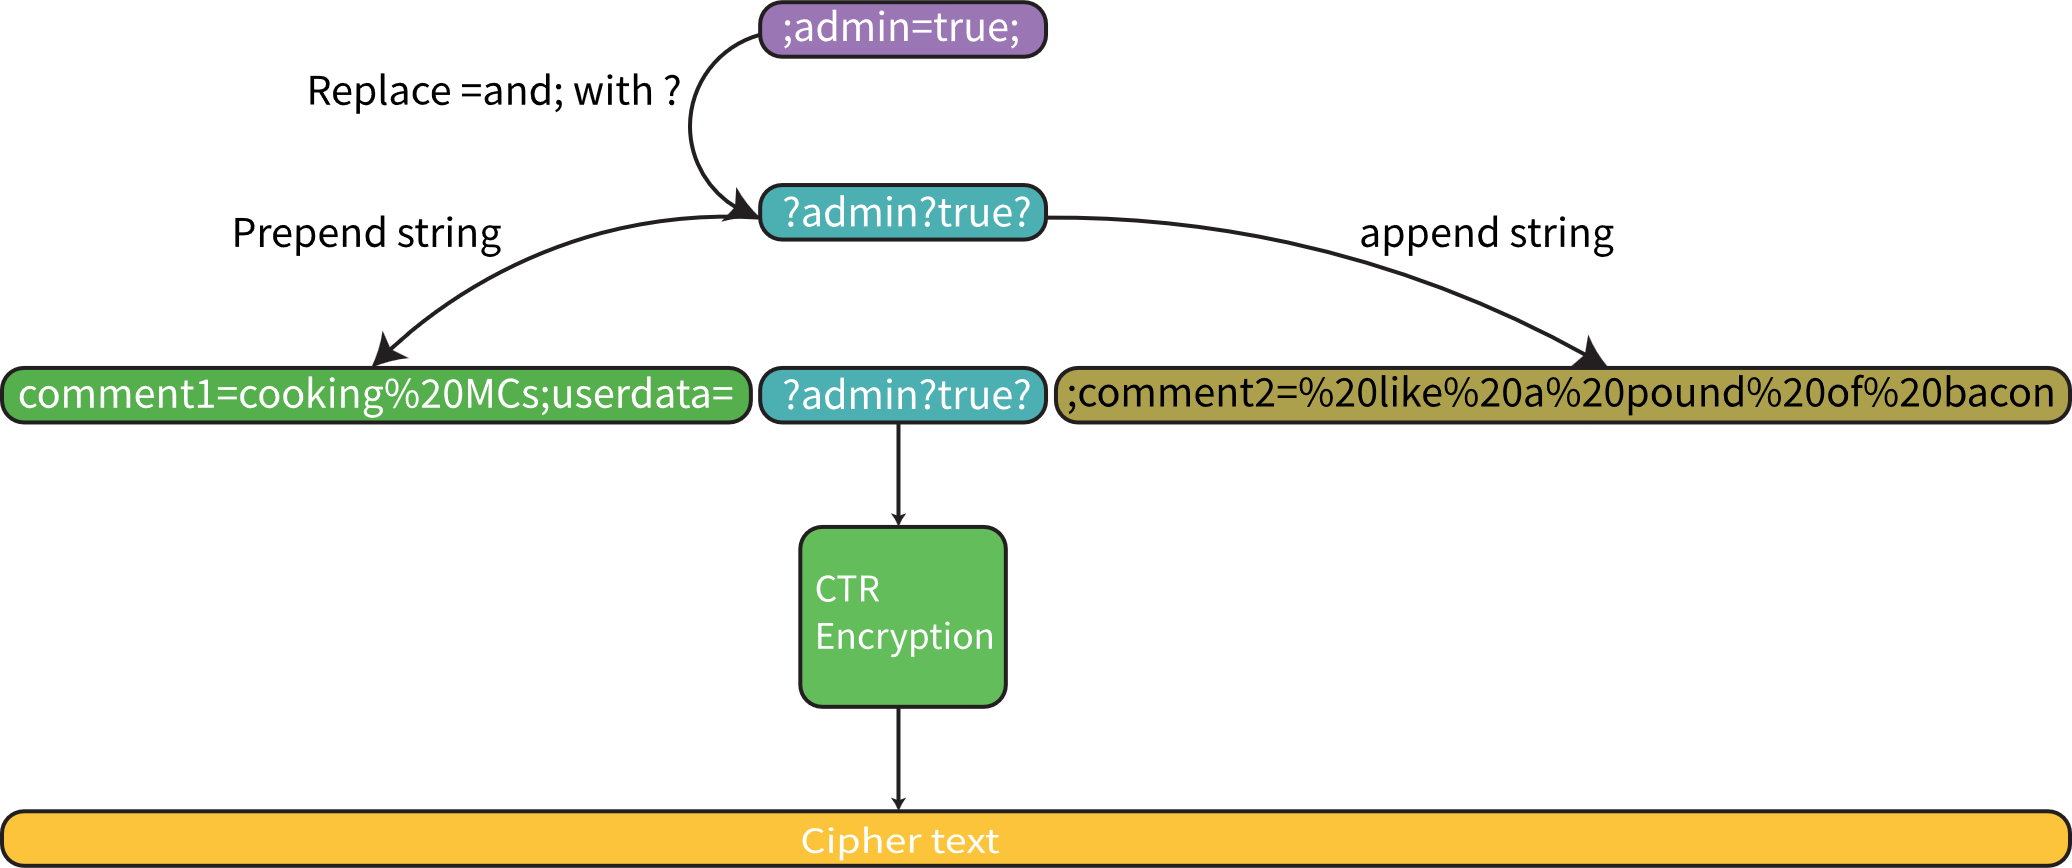 ;admin=true;
Replace =and; with ?
?admin?true?
Prepend string
append string
comment1=cooking%20MCs;userdata=
?admin?true?
;comment2=%20like%20a%20pound%20of%20bacon
CTR
Encryption
Cipher text